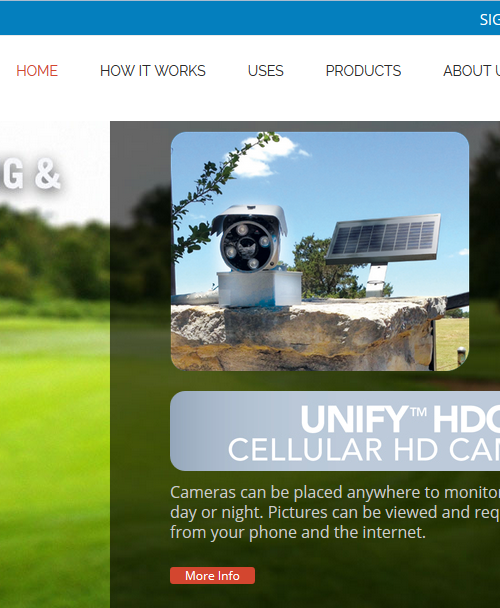 SIG
HOME HOW IT WORKS USES PRODUCTS ABOUT U
G &
UNIFY™ HDC
CELLULAR HD CAM
Cameras can be placed anywhere to monitor
day or night. Pictures can be viewed and req
from your phone and the internet.
More Info